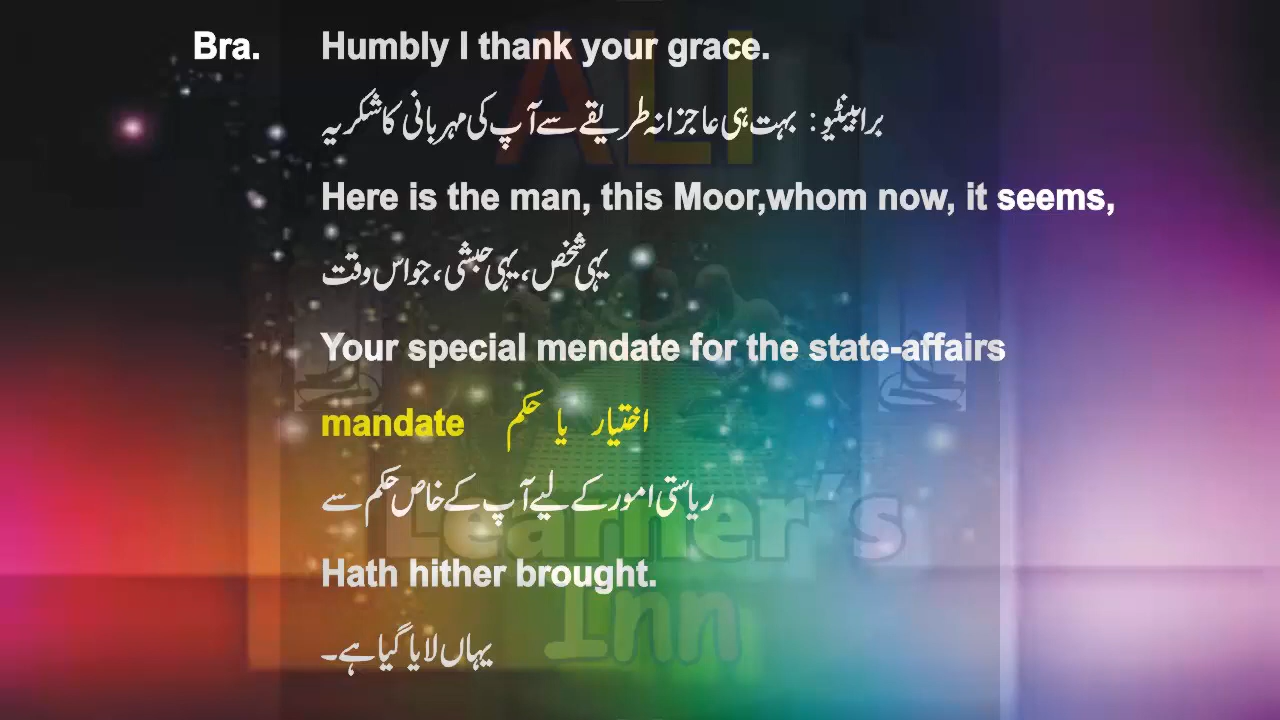 Bra. Humbly I thank your grace.
برابینٹیو: بہت ہی عاجزانہ طریقے سے آپ کی مہربانی کا شکریہ
Here is the man, this Moor,whom now, it seems,
یہی شخص، یہی حبشی، جو اس وقت
Your special mendate for the state-affairs
mandate اختیار یا حکم
ریاستی امور کے لیے آپ کے خاص حکم سے
Hath hither brought.
یہاں لایا گیا ہے۔
ALI
Learner's
Inn